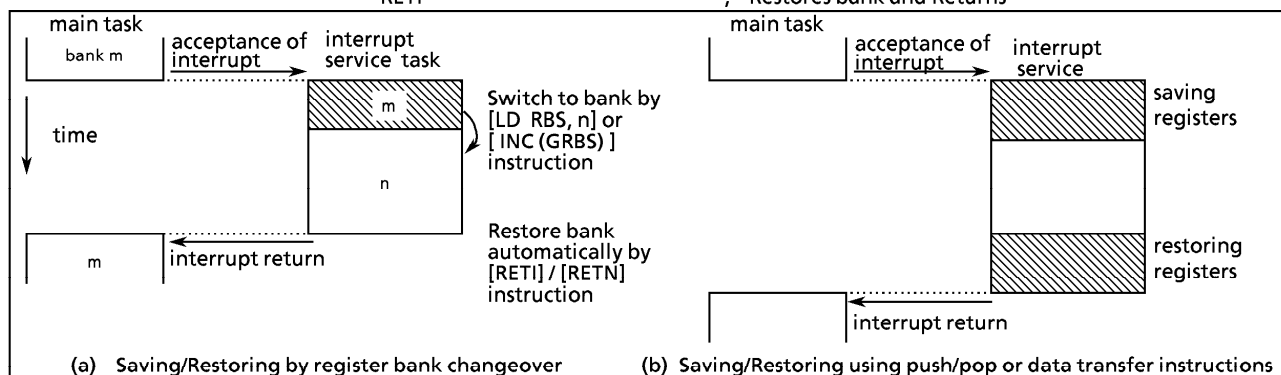 RETI ; Restores bank and Returns
main task
bank m
acceptance of
interrupt
interrupt
service task
m
Switch to bank by
[LD RBS, n] or
[ INC (GRBS) ]
instruction
time
n
Restore bank
automatically by
[RETI] / [RETN]
instruction
interrupt return
m
(a) Saving/Restoring by register bank changeover
main task
acceptance of
interrupt
interrupt
service
saving
registers
restoring
registers
interrupt return
(b) Saving/Restoring using push/pop or data transfer instructions